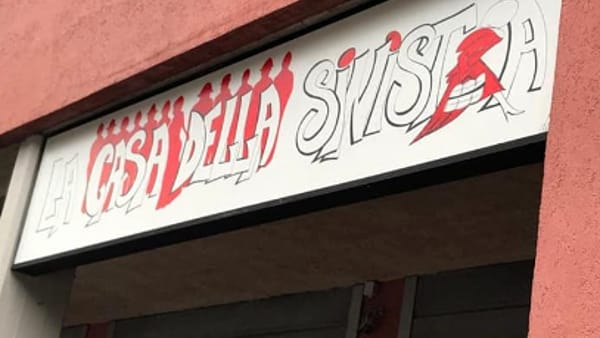 LA CASA DELLA SINISTRA